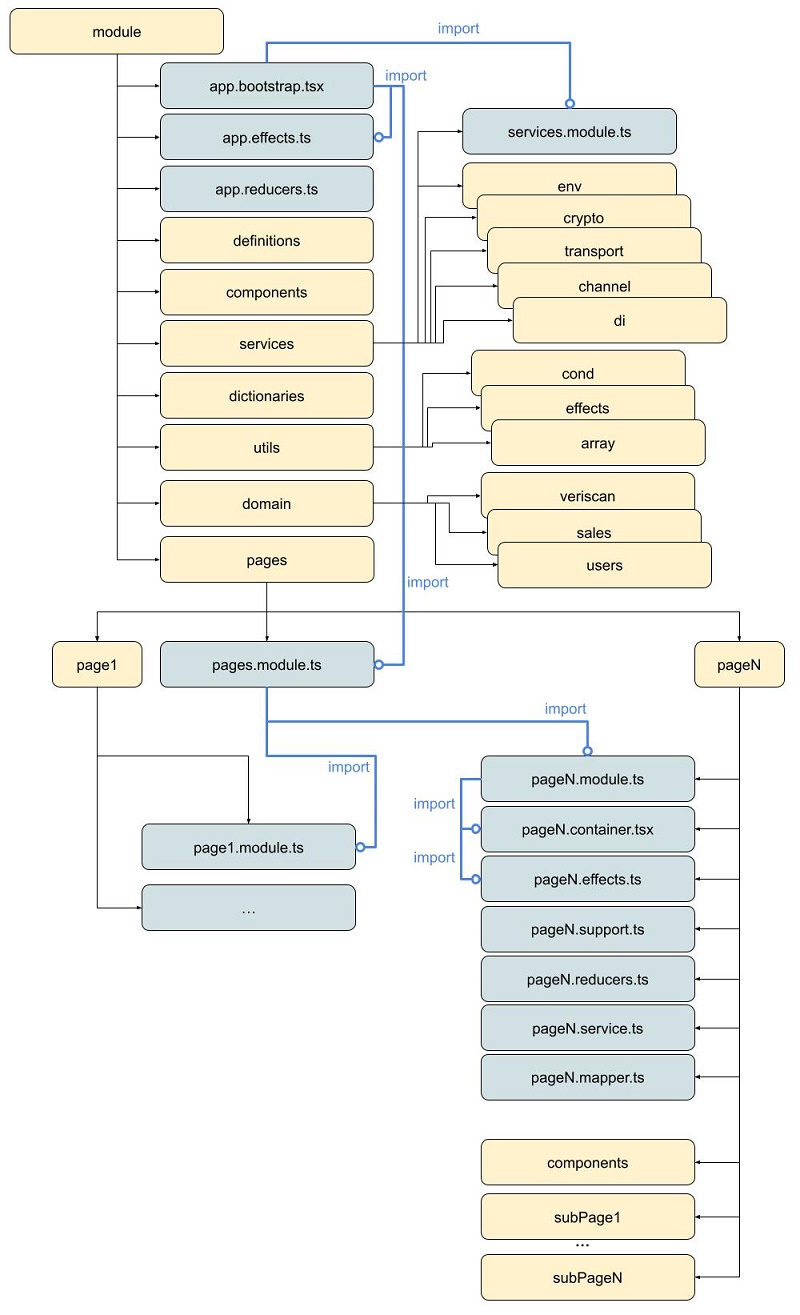 module
import
app.bootstrap.tsx
import
app.effects.ts
services.module.ts
app.reducers.ts
env
crypto
definitions
transport
components
channel
di
services
cond
dictionaries
effects
utils
array
domain
veriscan
sales
pages
users
import
page1
pages.module.ts
pageN
import
import
pageN.module.ts
import
pageN.container.tsx
page1.module.ts
import
pageN.effects.ts
...
pageN.support.ts
pageN.reducers.ts
pageN.service.ts
pageN.mapper.ts
components
subPage1
...
subPageN